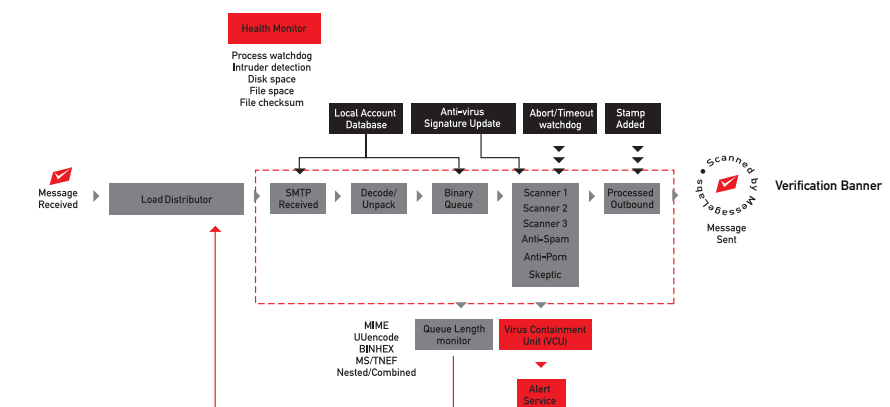 Health Monitor
Process watchdog
Intruder detection
Disk space
File space
File checksum
Local Account
Database
Anti-virus
Signature Update
Abort/Timeout
watchdog
Stamp
Added
Message
Received
Load Distributor
SMTP
Received
Decode/
Unpack
Binary
Queue
Scanner 1
Scanner 2
Scanner 3
Anti-Spam
Anti-Porn
Skeptic
Processed
Outbound
Scanned by MessageLabs
Message
Sent
Verification Banner
MIME
UUencode
BINHEX
MS/TNEF
Nested/Combined
Queue Length
monitor
Virus Containment
Unit (VCU)
Alert
Service